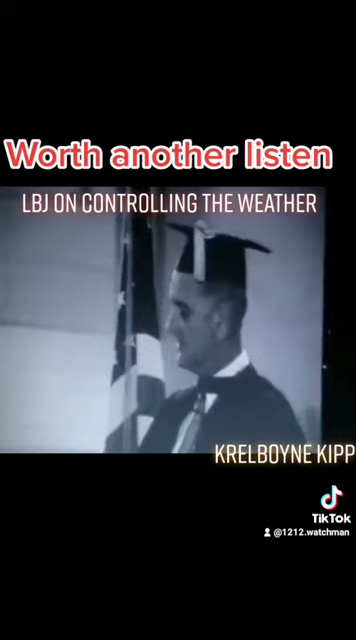 Worth another listen
LBJ ON CONTROLLING THE WEATHER
KRELBOYNE KIPP
TikTok
@1212.watchman